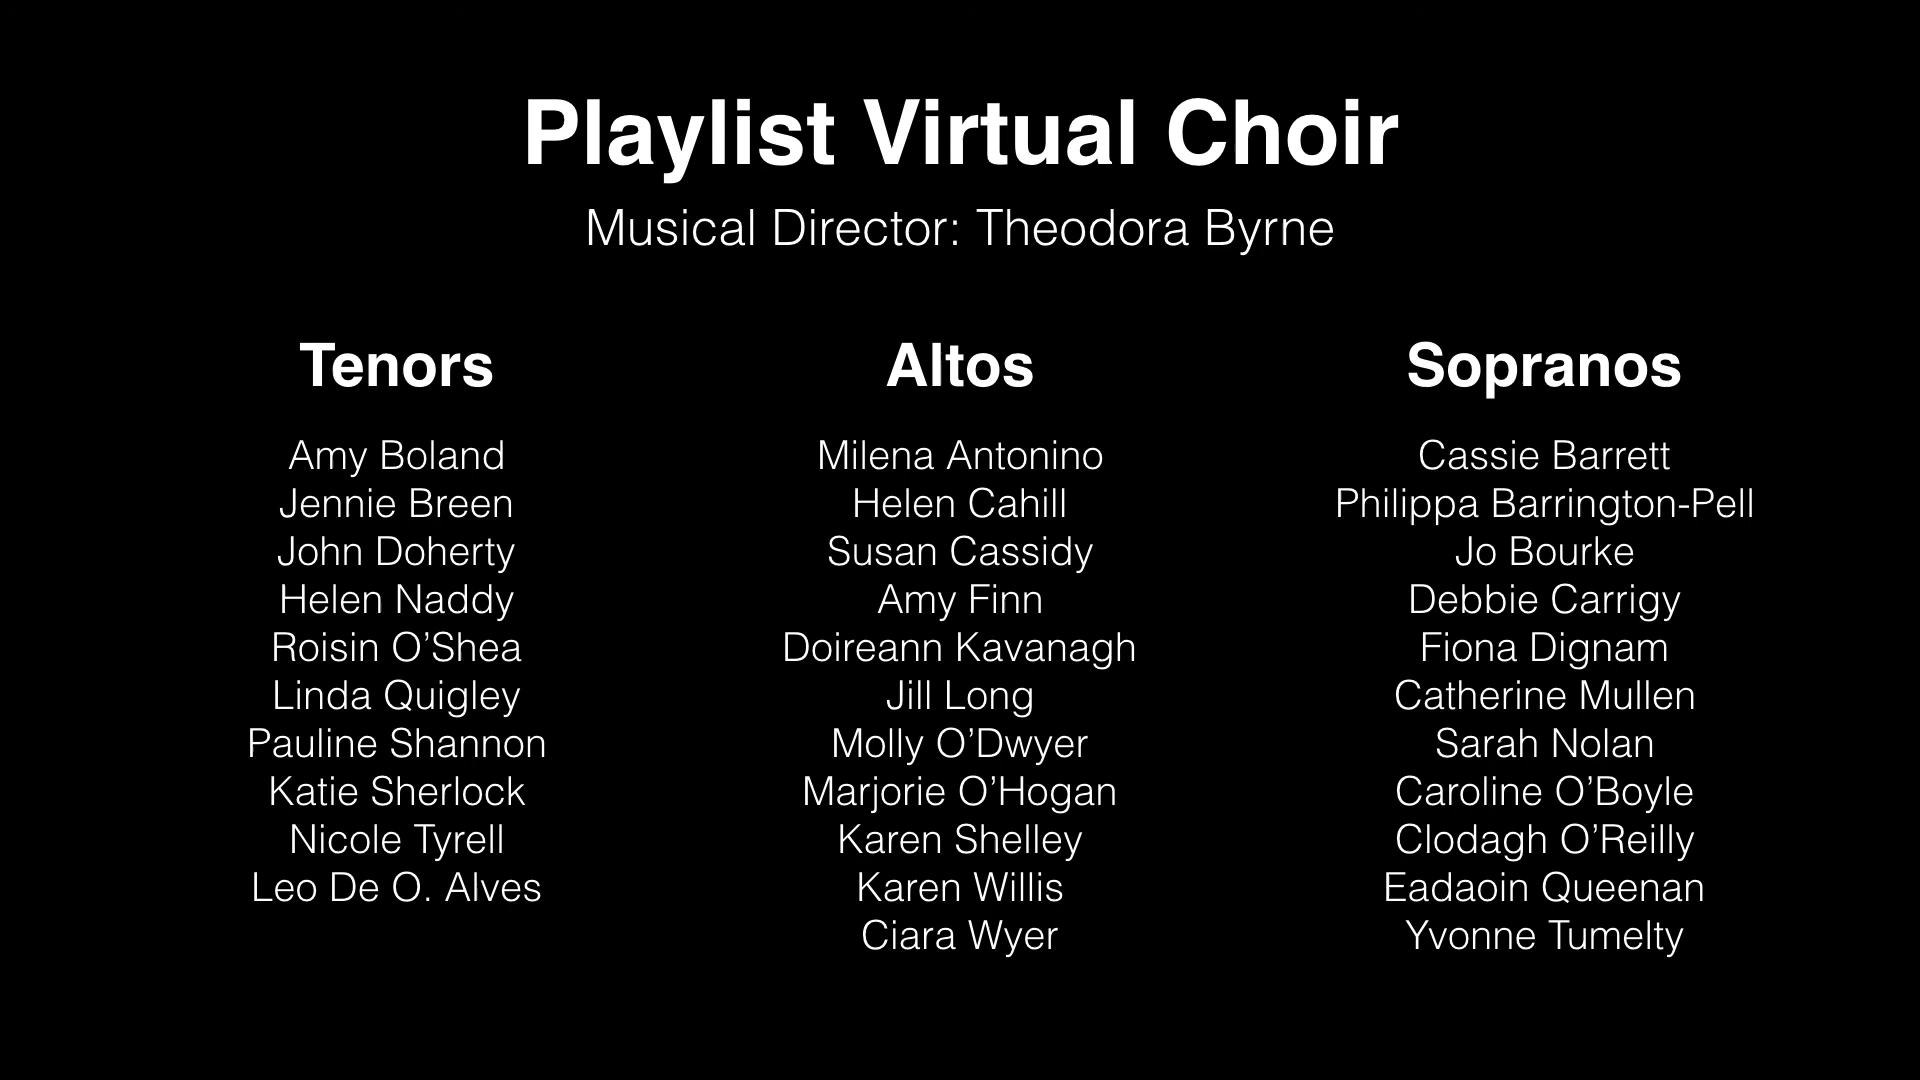 Playlist Virtual Choir
Musical Director: Theodora Byrne
Tenors
Amy Boland
Jennie Breen
John Doherty
Helen Naddy
Roisin O’Shea
Linda Quigley
Pauline Shannon
Katie Sherlock
Nicole Tyrell
Leo De O. Alves
Altos
Milena Antonino
Helen Cahill
Susan Cassidy
Amy Finn
Doireann Kavanagh
Jill Long
Molly O’Dwyer
Marjorie O’Hogan
Karen Shelley
Karen Willis
Ciara Wyer
Sopranos
Cassie Barrett
Philippa Barrington-Pell
Jo Bourke
Debbie Carrigy
Fiona Dignam
Catherine Mullen
Sarah Nolan
Caroline O’Boyle
Clodagh O’Reilly
Eadaoin Queenan
Yvonne Tumelty